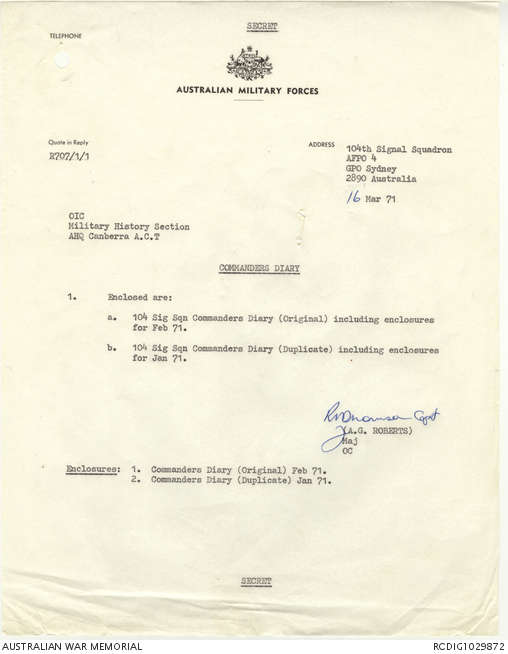 SECRET
TELEPHONE
AUSTRALIAN MILITARY FORCES
Quote in Reply
R707/1/1
ADDRESS
104th Signal Squadron
AFPO 4
GPO Sydney
2890 Australia
16 Mar 71
OIC
Military History Section
AHQ Canberra A.C.T
COMMANDERS DIARY
1. Enclosed are:
a. 104 Sig Sqn Commanders Diary (Original) including enclosures
for Feb 71.
b. 104 Sig Sqn Commanders Diary (Duplicate) including enclosures
for Jan 71.
Capt
(A.G. ROBERTS)
Maj
OC
Enclosures: 1. Commanders Diary (Original) Feb 71.
2. Commanders Diary (Duplicate) Jan 71.
SECRET
AUSTRALIAN WAR MEMORIAL
RCDIG1029872